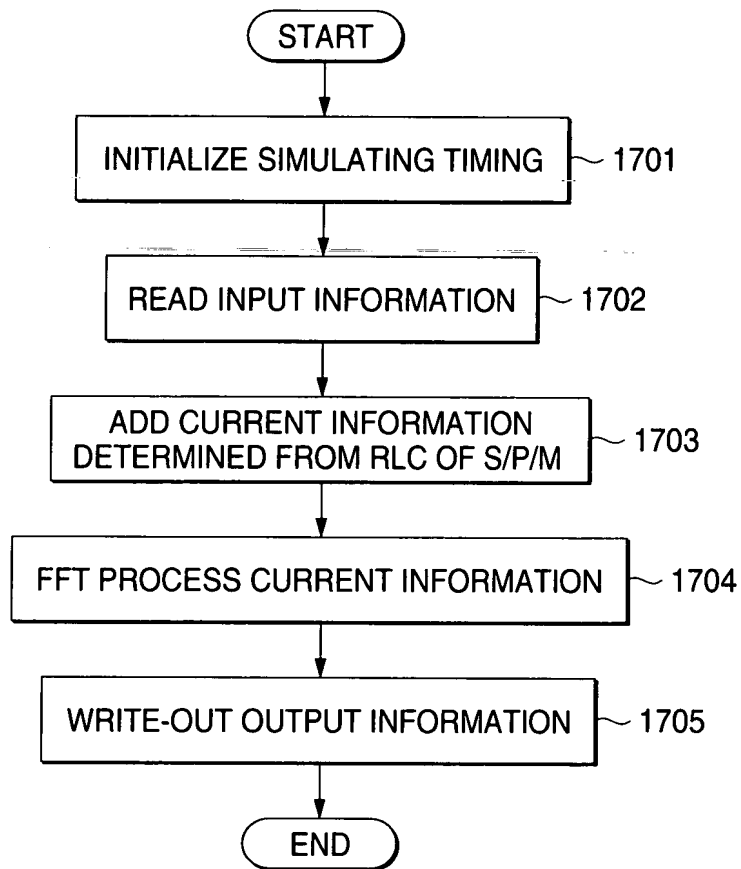 START
INITIALIZE SIMULATING TIMING
1701
READ INPUT INFORMATION
1702
ADD CURRENT INFORMATION
DETERMINED FROM RLC OF S/P/M
1703
FFT PROCESS CURRENT INFORMATION
1704
WRITE-OUT OUTPUT INFORMATION
1705
END